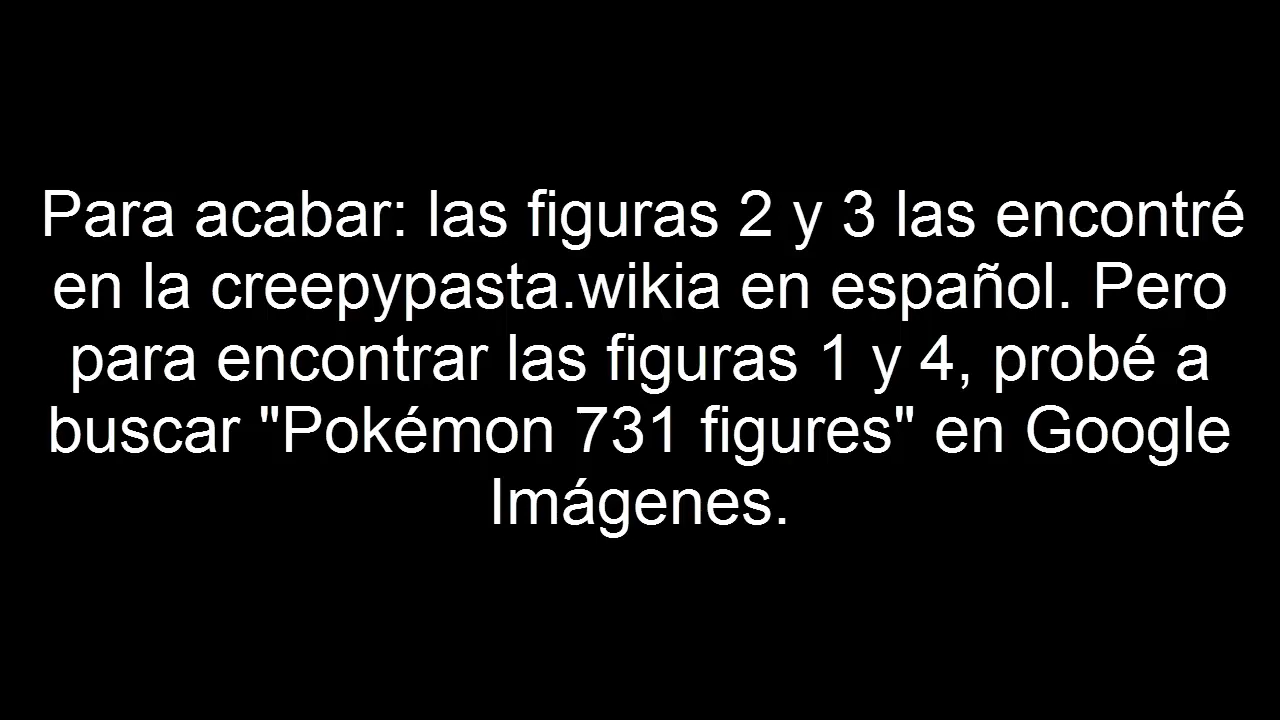 Para acabar: las figuras 2 y 3 las encontré
en la creepypasta.wikia en español. Pero
para encontrar las figuras 1 y 4, probé a
buscar "Pokémon 731 figures" en Google
Imágenes.